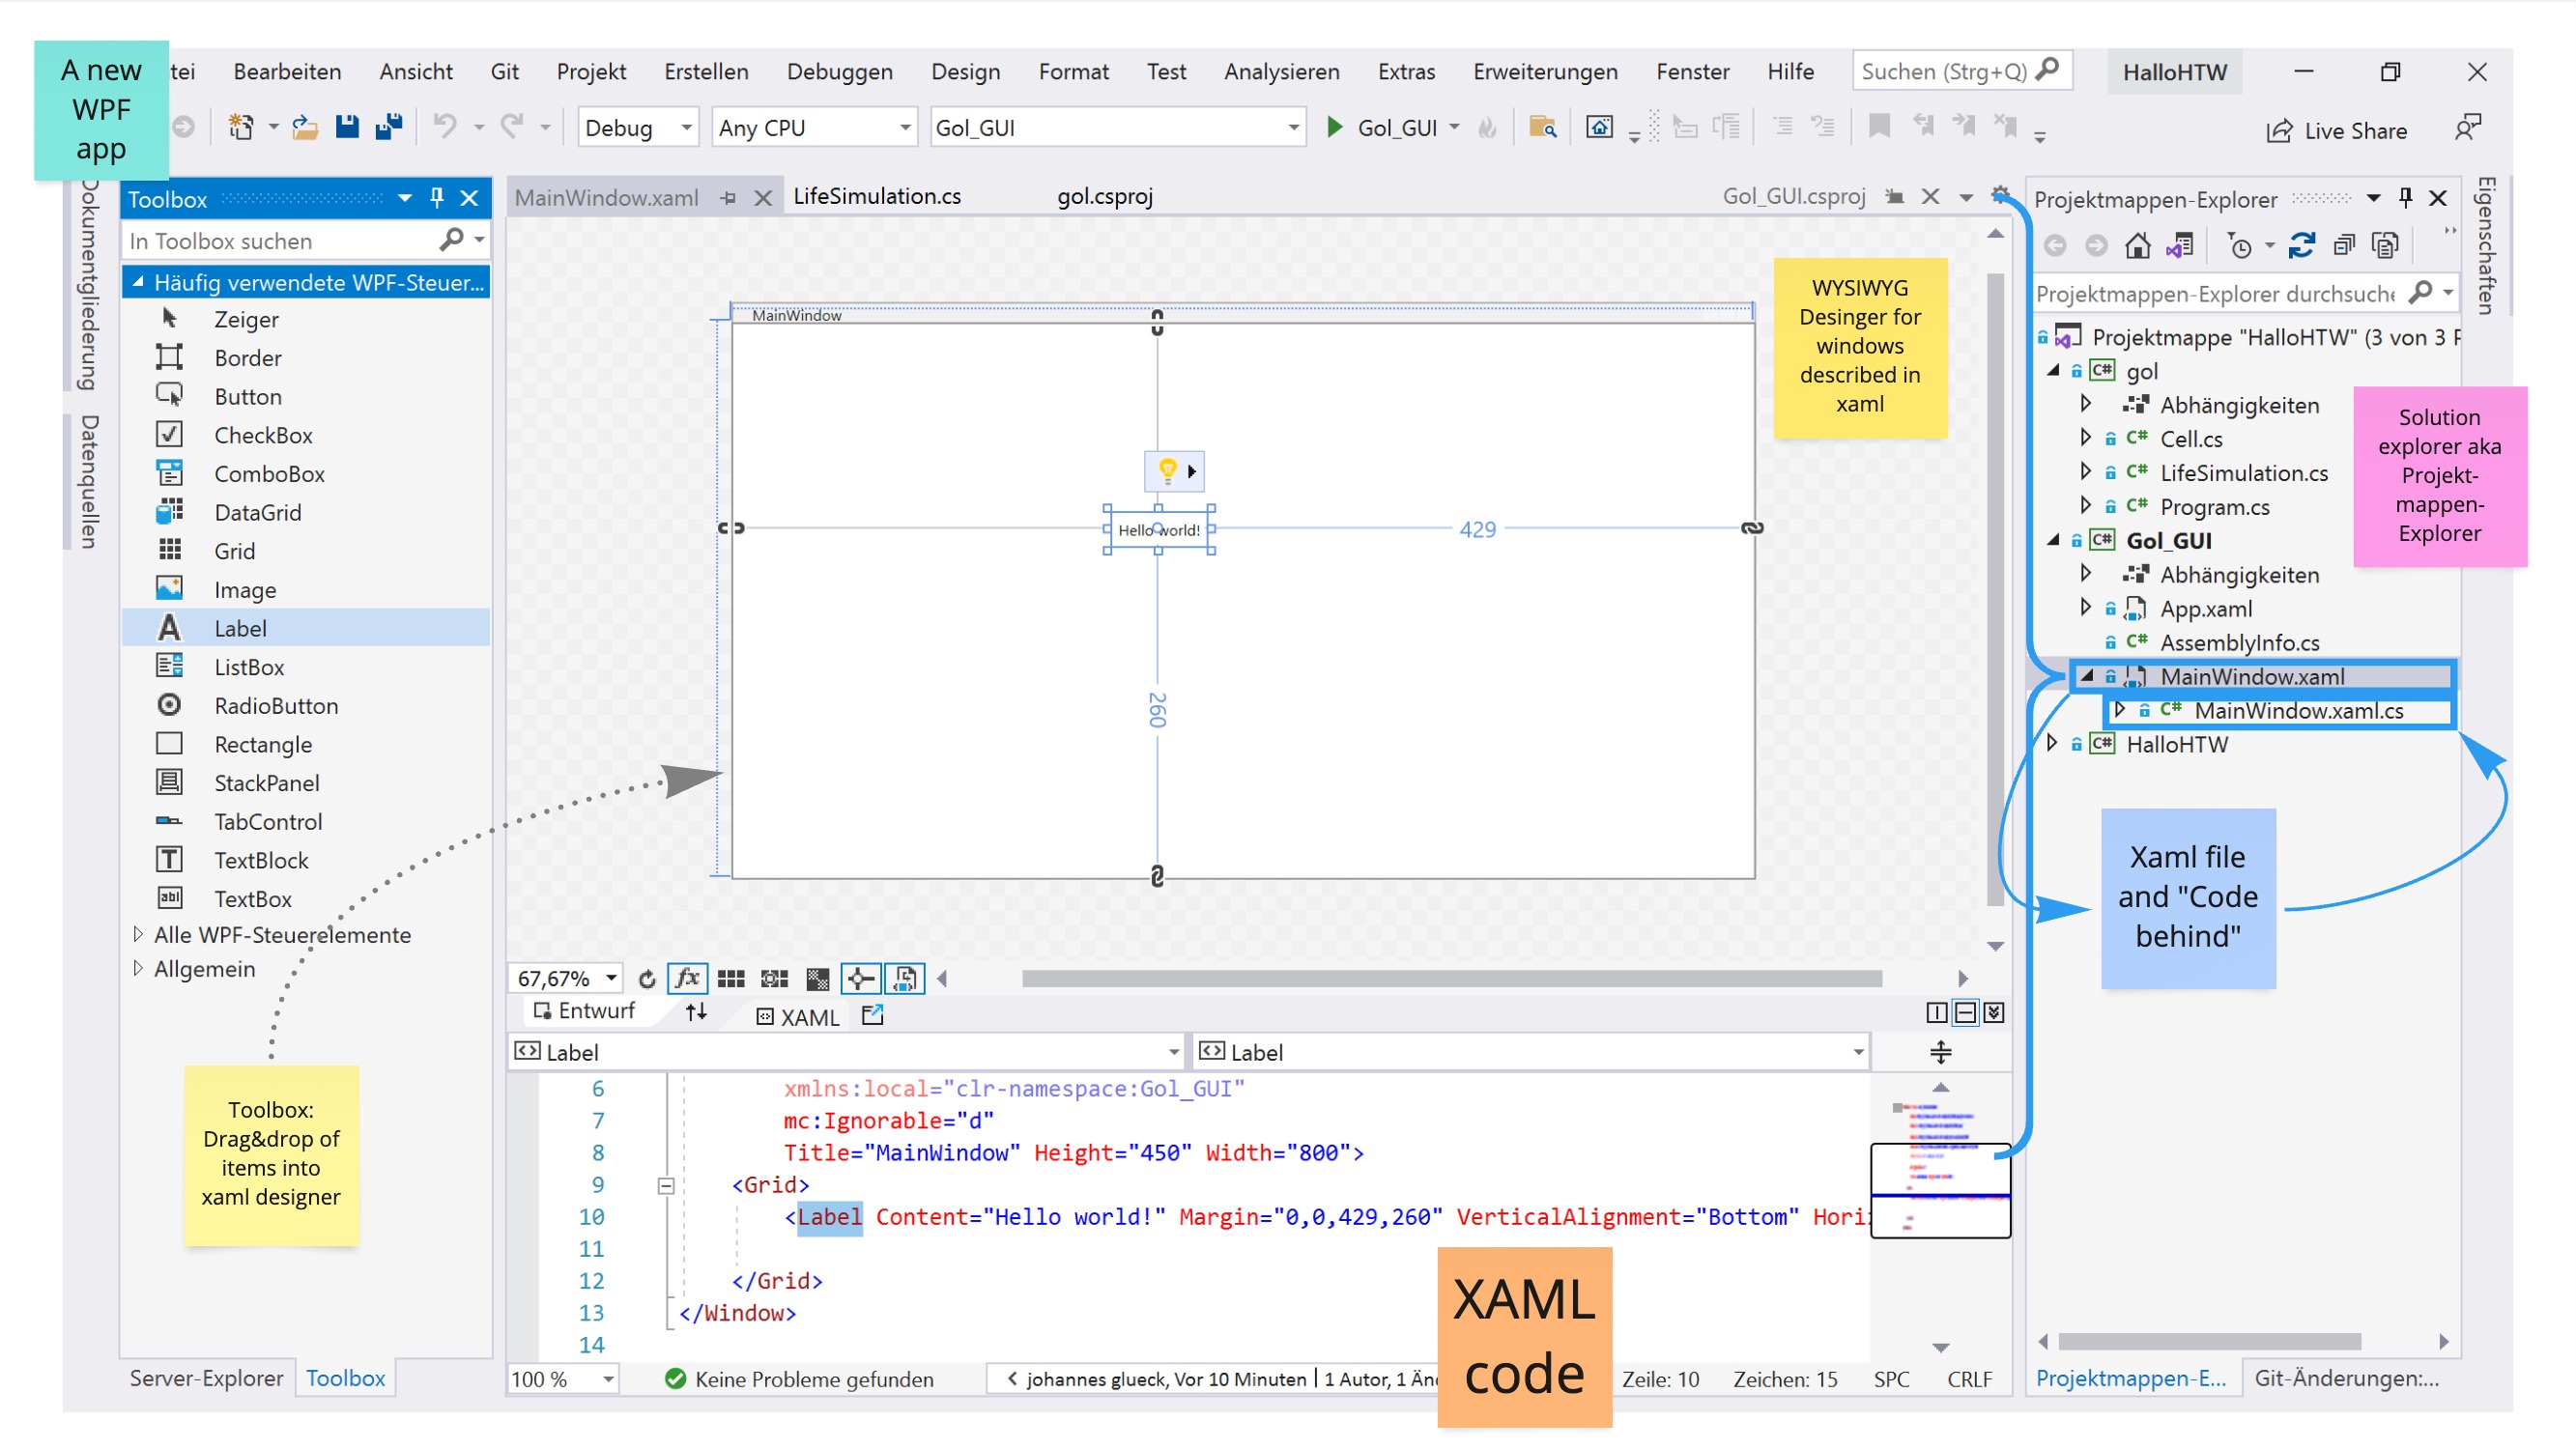 A new
WPF
app
tei Bearbeiten Ansicht Git Projekt Erstellen Debuggen Design Format Test Analysieren Extras Erweiterungen Fenster Hilfe Suchen (Strg+Q) HalloHTW
Debug Any CPU Gol_GUI Gol_GUI Live Share
Dokumentgliederung
Datenquellen
Toolbox
In Toolbox suchen
Häufig verwendete WPF-Steuer...
Zeiger
Border
Button
CheckBox
ComboBox
DataGrid
Grid
Image
Label
ListBox
RadioButton
Rectangle
StackPanel
TabControl
TextBlock
TextBox
Alle WPF-Steuerelemente
Allgemein
Toolbox:
Drag&drop of
items into
xaml designer
Server-Explorer Toolbox
MainWindow.xaml LifeSimulation.cs gol.csproj Gol_GUI.csproj
MainWindow
Hello world!
429
260
WYSIWYG
Desinger for
windows
described in
xaml
67,67%
Entwurf XAML
Label Label
6 xmlns:local="clr-namespace:Gol_GUI"
7 mc:Ignorable="d"
8 Title="MainWindow" Height="450" Width="800">
9 <Grid>
10 <Label Content="Hello world!" Margin="0,0,429,260" VerticalAlignment="Bottom" Hori
11
12 </Grid>
13 </Window>
14
XAML
code
100 % Keine Probleme gefunden johannes glueck, Vor 10 Minuten | 1 Autor, 1 Än Zeile: 10 Zeichen: 15 SPC CRLF
Projektmappen-Explorer
Projektmappen-Explorer durchsuche
Projektmappe "HalloHTW" (3 von 3 P
gol
Abhängigkeiten
Cell.cs
LifeSimulation.cs
Program.cs
Gol_GUI
Abhängigkeiten
App.xaml
AssemblyInfo.cs
MainWindow.xaml
MainWindow.xaml.cs
HalloHTW
Solution
explorer aka
Projekt-
mappen-
Explorer
Xaml file
and "Code
behind"
Projektmappen-E... Git-Änderungen:...
Eigenschaften